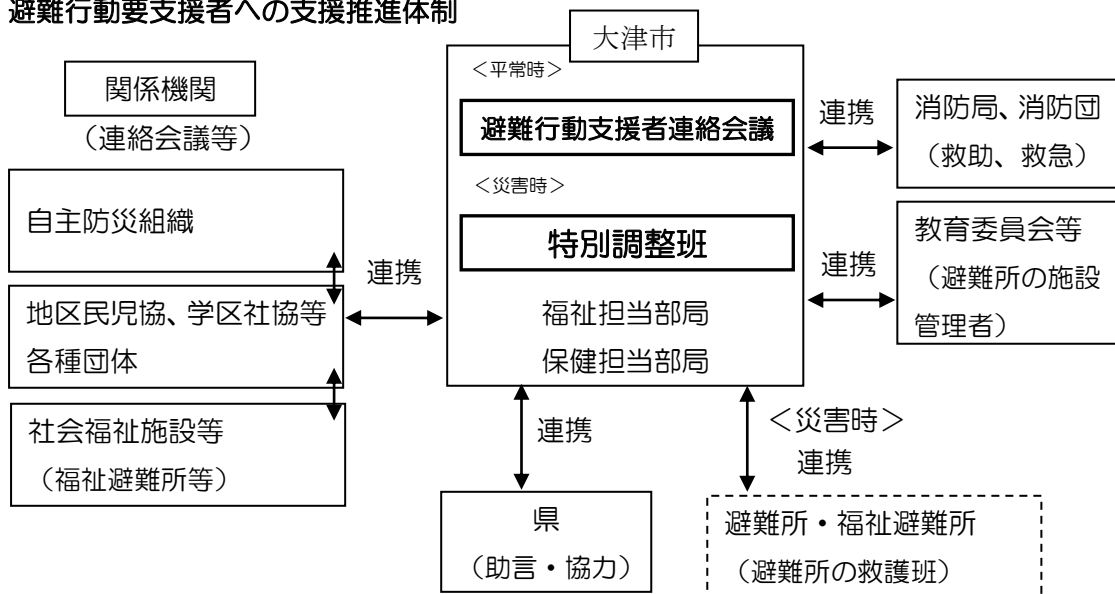 避難行動要支援者への支援推進体制
大津市
関係機関
（連絡会議等）
自主防災組織
地区民児協、学区社協等
各種団体
社会福祉施設等
（福祉避難所等）
連携
＜平常時＞
避難行動支援者連絡会議
＜災害時＞
特別調整班
福祉担当部局
保健担当部局
連携
消防局、消防団
（救助、救急）
連携
教育委員会等
（避難所の施設
管理者）
連携
県
（助言・協力）
＜災害時＞
連携
避難所・福祉避難所
（避難所の救護班）